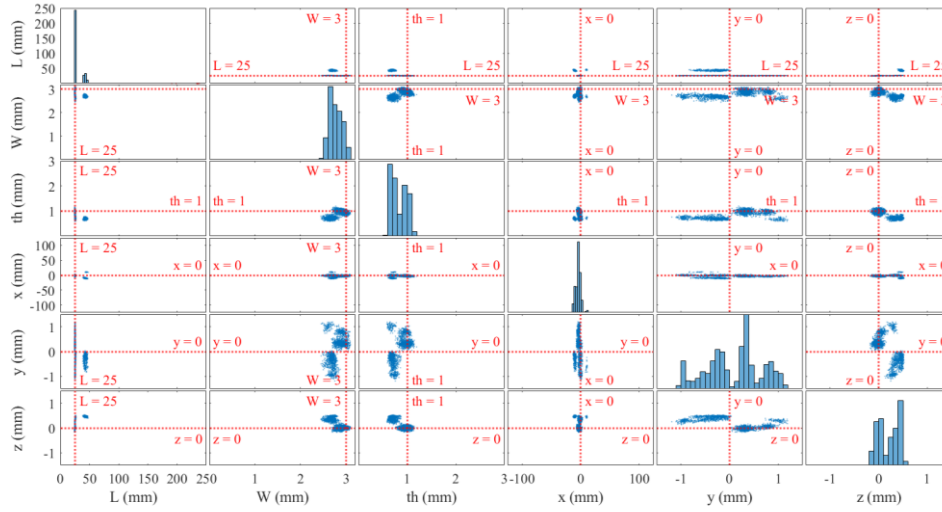 250
200
150
100
50
L (mm)
W = 3
L = 25
th = 1
L = 25
x = 0
L = 25
y = 0
L = 25
z = 0
L = 25
3
2
1
W (mm)
L = 25
W = 3
th = 1
W = 3
x = 0
W = 3
y = 0
W =
z = 0
3
2
1
th (mm)
L = 25
th = 1
W = 3
th = 1
x = 0
th = 1
y = 0
th = 1
z = 0
th =
100
50
0
-50
-100
x (mm)
L = 25
x = 0
W = 3
x = 0
th = 1
x = 0
y = 0
x = 0
z = 0
x = 0
1
0
-1
y (mm)
y = 0
L = 25
y = 0
W = 3
y = 0
th = 1
y = 0
x = 0
y = 0
z = 0
1
0
-1
z (mm)
L = 25
z = 0
W = 3
z = 0
th = 1
z = 0
x = 0
z = 0
y = 0
z = 0
0 50 100 150 200 250
0 1 2 3
0 1 2 3
-100 0 100
-1 0 1
-1 0 1
L (mm)
W (mm)
th (mm)
x (mm)
y (mm)
z (mm)